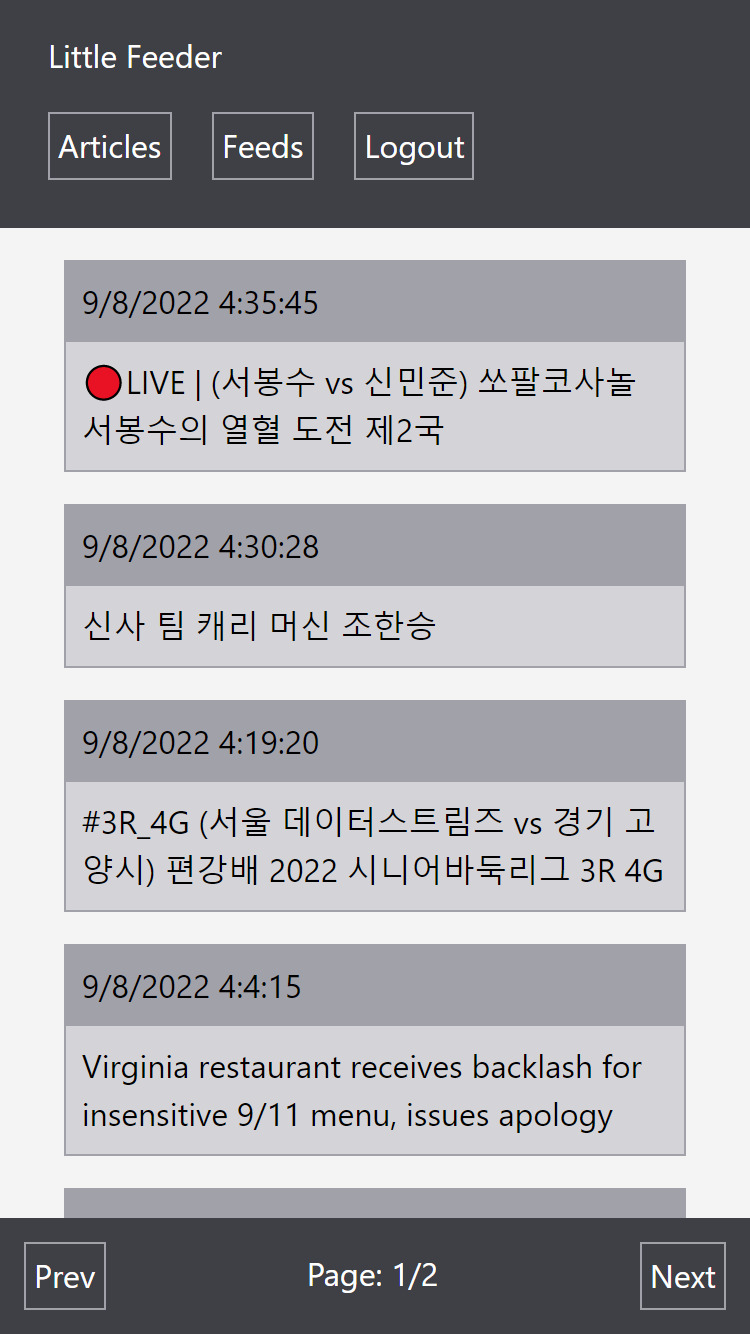 Little Feeder
Articles Feeds Logout
9/8/2022 4:35:45
🔴LIVE | (서봉수 vs 신민준) 쏘팔코사놀
서봉수의 열혈 도전 제2국
9/8/2022 4:30:28
신사 팀 캐리 머신 조한승
9/8/2022 4:19:20
#3R_4G (서울 데이터스트림즈 vs 경기 고
양시) 편강배 2022 시니어바둑리그 3R 4G
9/8/2022 4:4:15
Virginia restaurant receives backlash for
insensitive 9/11 menu, issues apology
Prev Page: 1/2 Next